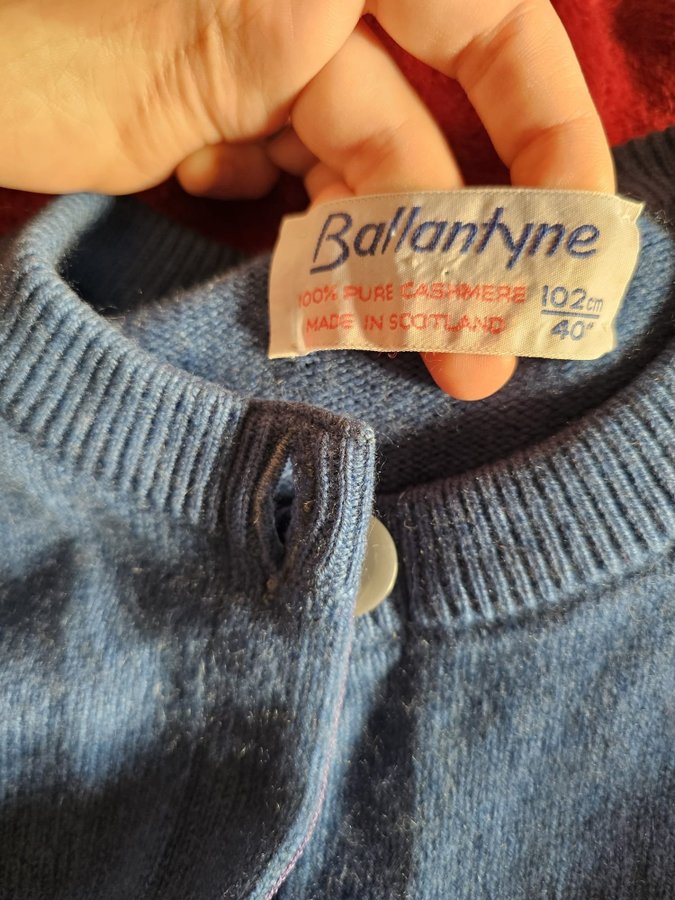 Ballantyne
100% PURE CASHMERE
MADE IN SCOTLAND
102cm
40"